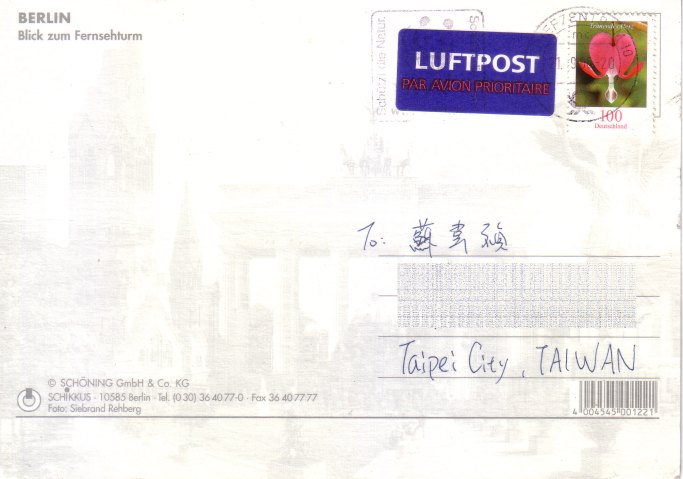 BERLIN
Blick zum Fernsehturm
LUFTPOST
PAR AVION PRIORITAIRE
100
Deutschland
To: 蘇雲禎
Taipei City, TAIWAN
© SCHÖNING GmbH & Co. KG
SCHIKKUS · 10585 Berlin · Tel. (0 30) 36 40 77-0 · Fax 36 40 77 77
Foto: Siebrand Rehberg
4 004545 001221